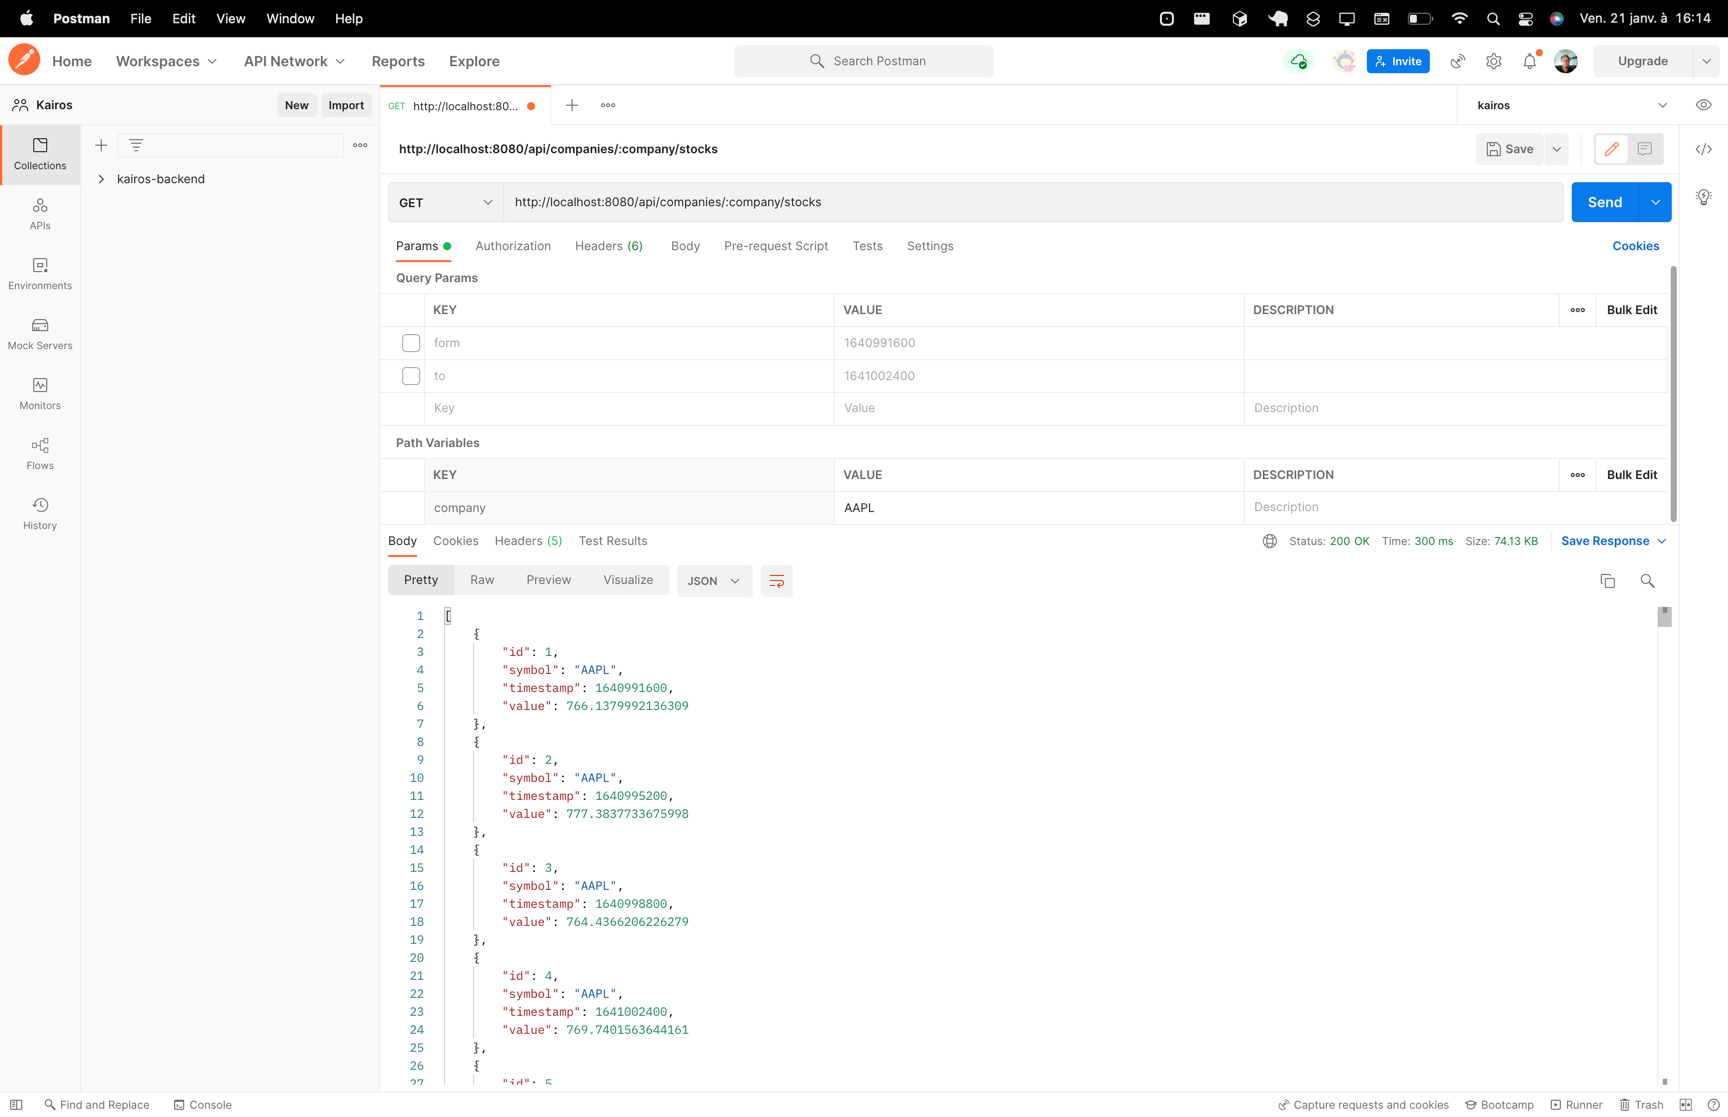 Postman File Edit View Window Help Ven. 21 janv. à 16:14
Home Workspaces API Network Reports Explore Search Postman Invite Upgrade
Kairos New Import GET http://localhost:80... kairos
Collections
kairos-backend
APIs
Environments
Mock Servers
Monitors
Flows
History
http://localhost:8080/api/companies/:company/stocks Save
GET http://localhost:8080/api/companies/:company/stocks Send
Params Authorization Headers (6) Body Pre-request Script Tests Settings Cookies
Query Params
KEY VALUE DESCRIPTION Bulk Edit
form 1640991600
to 1641002400
Key Value Description
Path Variables
KEY VALUE DESCRIPTION Bulk Edit
company AAPL Description
Body Cookies Headers (5) Test Results Status: 200 OK Time: 300 ms Size: 74.13 KB Save Response
Pretty Raw Preview Visualize JSON
1 [
2 {
3 "id": 1,
4 "symbol": "AAPL",
5 "timestamp": 1640991600,
6 "value": 766.1379992136309
7 },
8 {
9 "id": 2,
10 "symbol": "AAPL",
11 "timestamp": 1640995200,
12 "value": 777.3837733675998
13 },
14 {
15 "id": 3,
16 "symbol": "AAPL",
17 "timestamp": 1640998800,
18 "value": 764.4366206226279
19 },
20 {
21 "id": 4,
22 "symbol": "AAPL",
23 "timestamp": 1641002400,
24 "value": 769.7401563644161
25 },
26 {
27 "id": 5
Find and Replace Console Capture requests and cookies Bootcamp Runner Trash